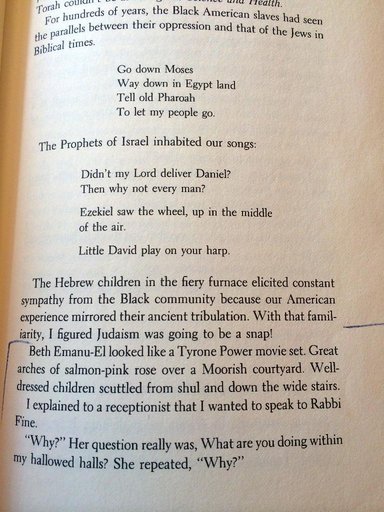 Torah couldn't be
and Health.
For hundreds of years, the Black American slaves had seen
the parallels between their oppression and that of the Jews in
Biblical times.
Go down Moses
Way down in Egypt land
Tell old Pharoah
To let my people go.
The Prophets of Israel inhabited our songs:
Didn't my Lord deliver Daniel?
Then why not every man?
Ezekiel saw the wheel, up in the middle
of the air.
Little David play on your harp.
The Hebrew children in the fiery furnace elicited constant
sympathy from the Black community because our American
experience mirrored their ancient tribulation. With that famil-
iarity, I figured Judaism was going to be a snap!
Beth Emanu-El looked like a Tyrone Power movie set. Great
arches of salmon-pink rose over a Moorish courtyard. Well-
dressed children scuttled from shul and down the wide stairs.
I explained to a receptionist that I wanted to speak to Rabbi
Fine.
"Why?" Her question really was, What are you doing within
my hallowed halls? She repeated, "Why?"